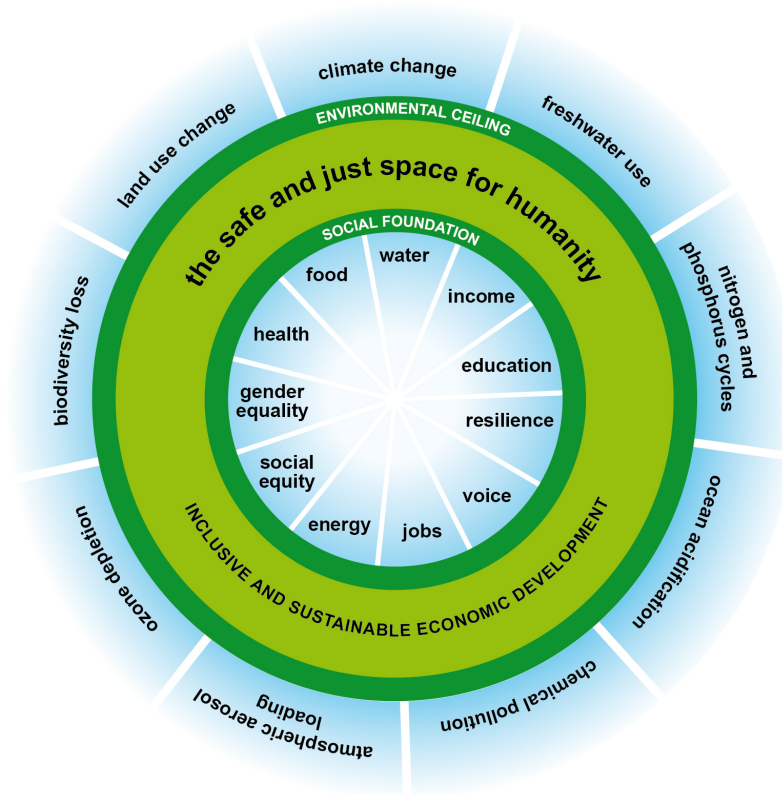 climate change
freshwater use
nitrogen and
phosphorus cycles
ocean acidification
chemical pollution
atmospheric aerosol
loading
ozone depletion
biodiversity loss
land use change
ENVIRONMENTAL CEILING
the safe and just space for humanity
SOCIAL FOUNDATION
water
income
education
resilience
voice
jobs
energy
social
equity
gender
equality
health
food
INCLUSIVE AND SUSTAINABLE ECONOMIC DEVELOPMENT